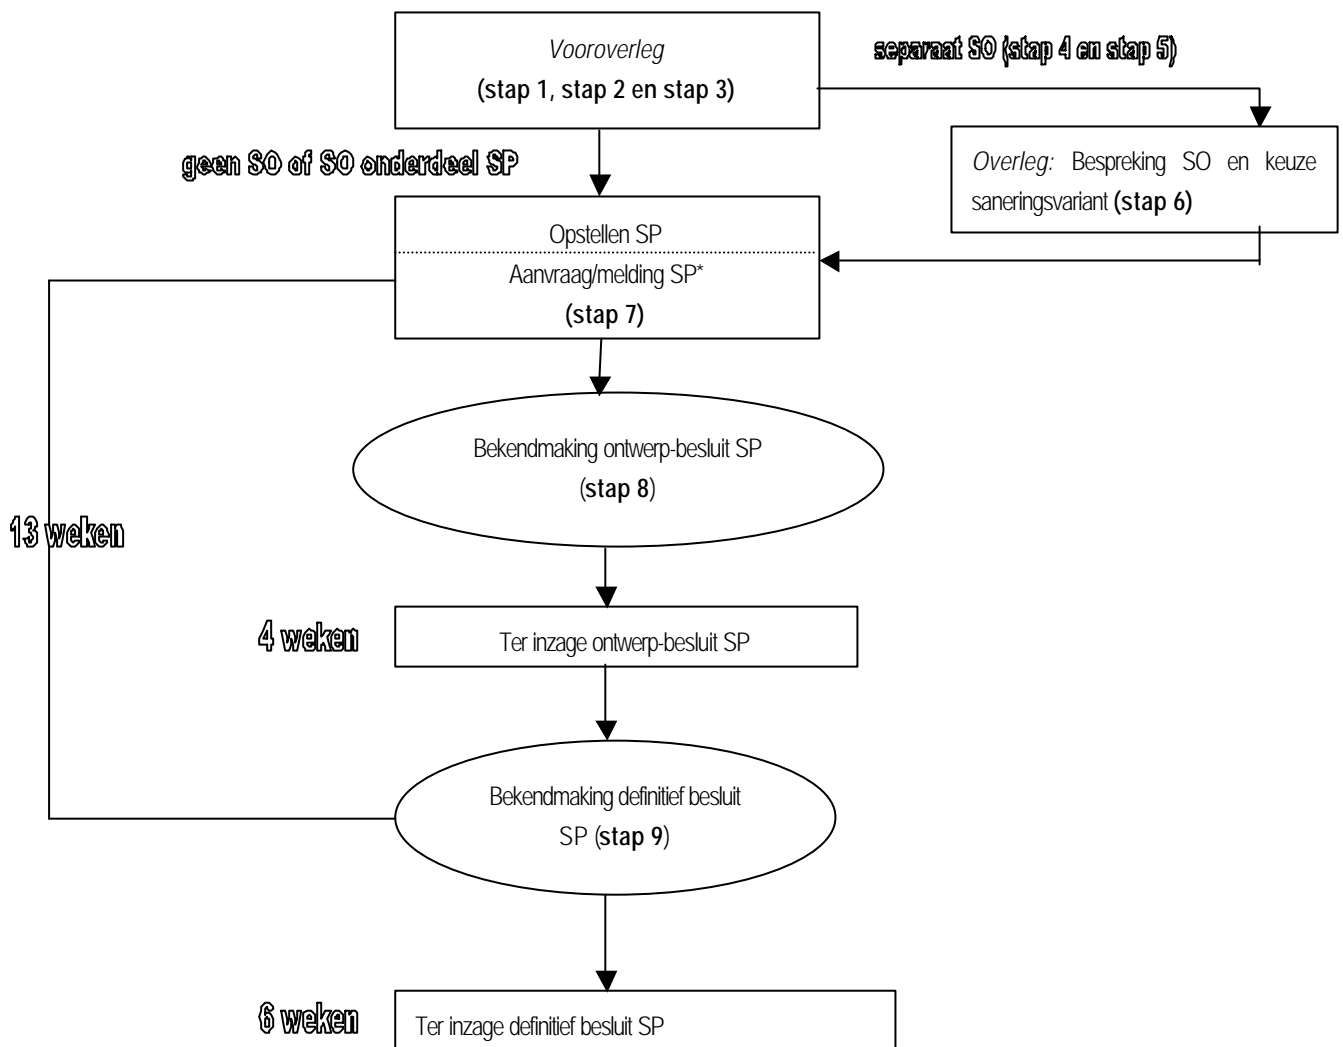 Vooroverleg
(stap 1, stap 2 en stap 3)
separaat SO (stap 4 en stap 5)
geen SO of SO onderdeel SP
Overleg: Bespreking SO en keuze
saneringsvariant (stap 6)
Opstellen SP
Aanvraag/melding SP*
(stap 7)
Bekendmaking ontwerp-besluit SP
(stap 8)
13 weken
4 weken
Ter inzage ontwerp-besluit SP
Bekendmaking definitief besluit
SP (stap 9)
6 weken
Ter inzage definitief besluit SP